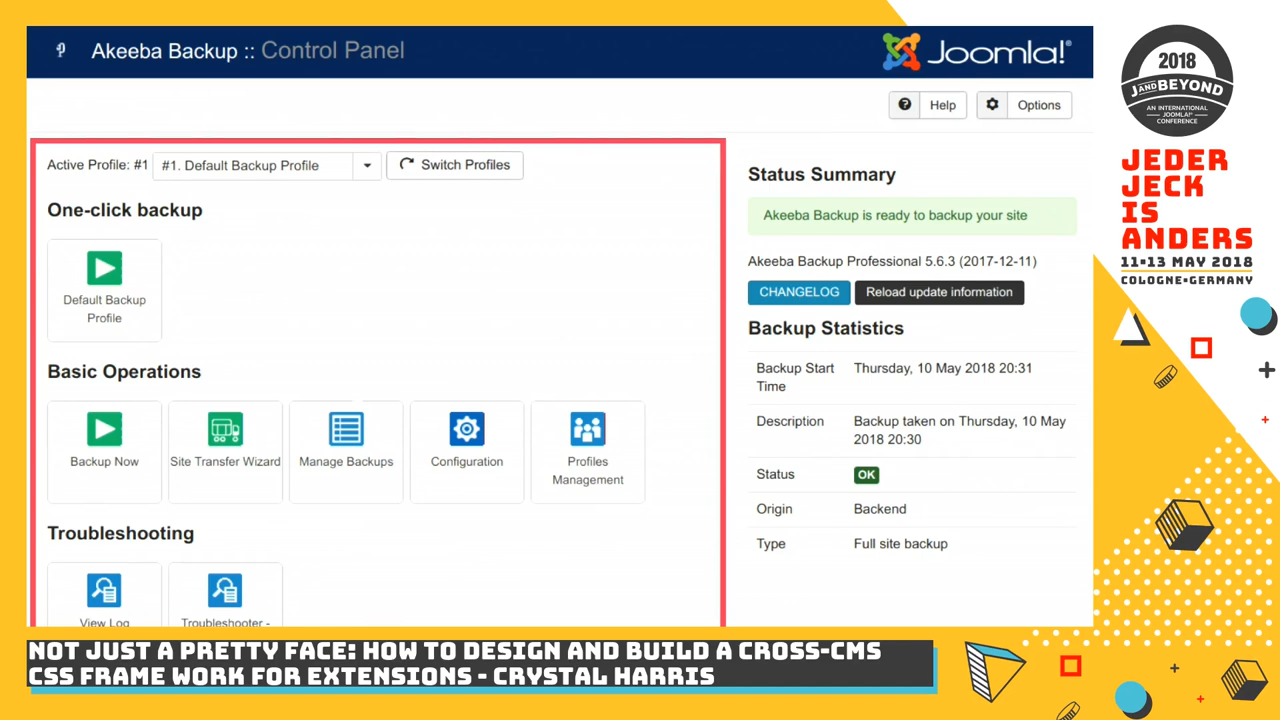 Akeeba Backup :: Control Panel
Joomla!®
Help
Options
Active Profile: #1
#1. Default Backup Profile
Switch Profiles
One-click backup
Default Backup
Profile
Basic Operations
Backup Now
Site Transfer Wizard
Manage Backups
Configuration
Profiles
Management
Troubleshooting
View Log
Troubleshooter -
Status Summary
Akeeba Backup is ready to backup your site
Akeeba Backup Professional 5.6.3 (2017-12-11)
CHANGELOG
Reload update information
Backup Statistics
Backup Start
Time
Thursday, 10 May 2018 20:31
Description
Backup taken on Thursday, 10 May
2018 20:30
Status
OK
Origin
Backend
Type
Full site backup
2018
JANDBEYOND
AN INTERNATIONAL
JOOMLA!
CONFERENCE
JEDER
JECK
IS
ANDERS
11-13 MAY 2018
COLOGNE-GERMANY
NOT JUST A PRETTY FACE: HOW TO DESIGN AND BUILD A CROSS-CMS
CSS FRAME WORK FOR EXTENSIONS - CRYSTAL HARRIS